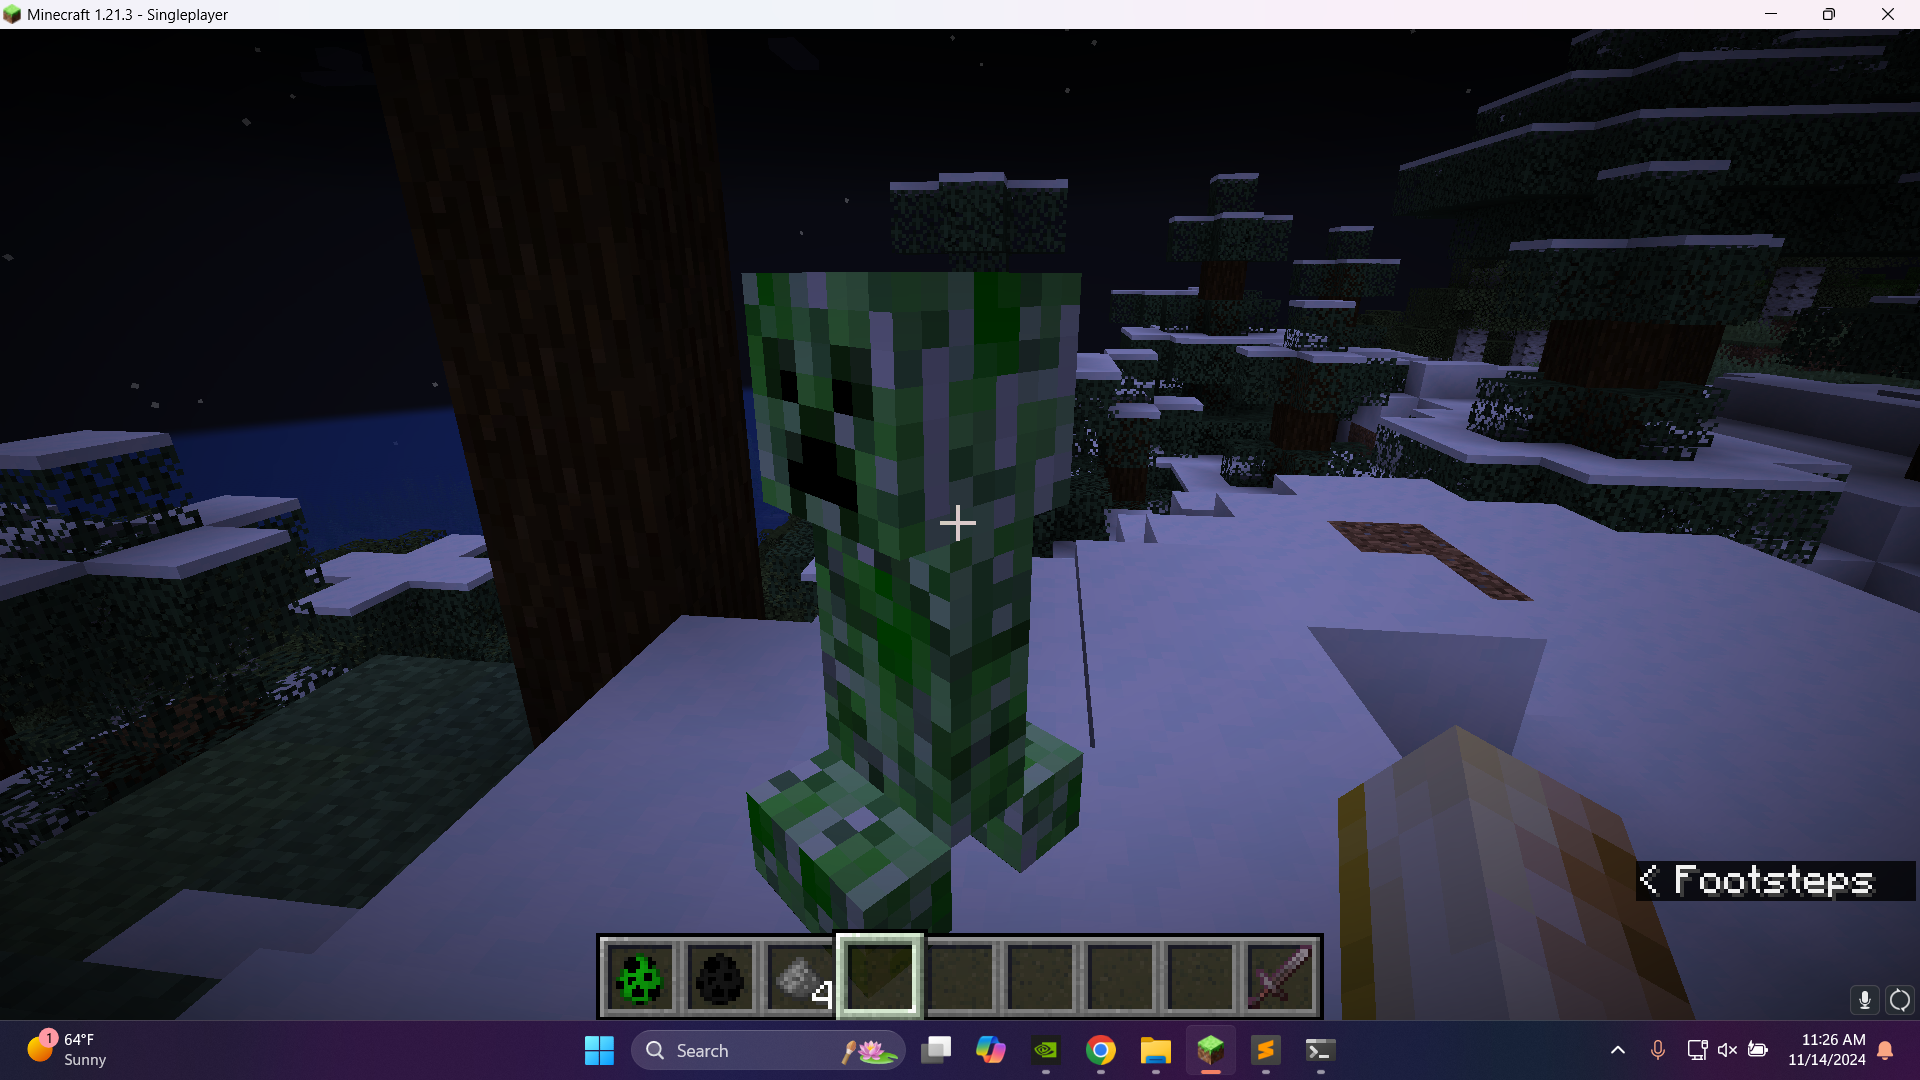 Minecraft 1.21.3 - Singleplayer
< Footsteps
4
1
64°F
Sunny
Search
11:26 AM
11/14/2024